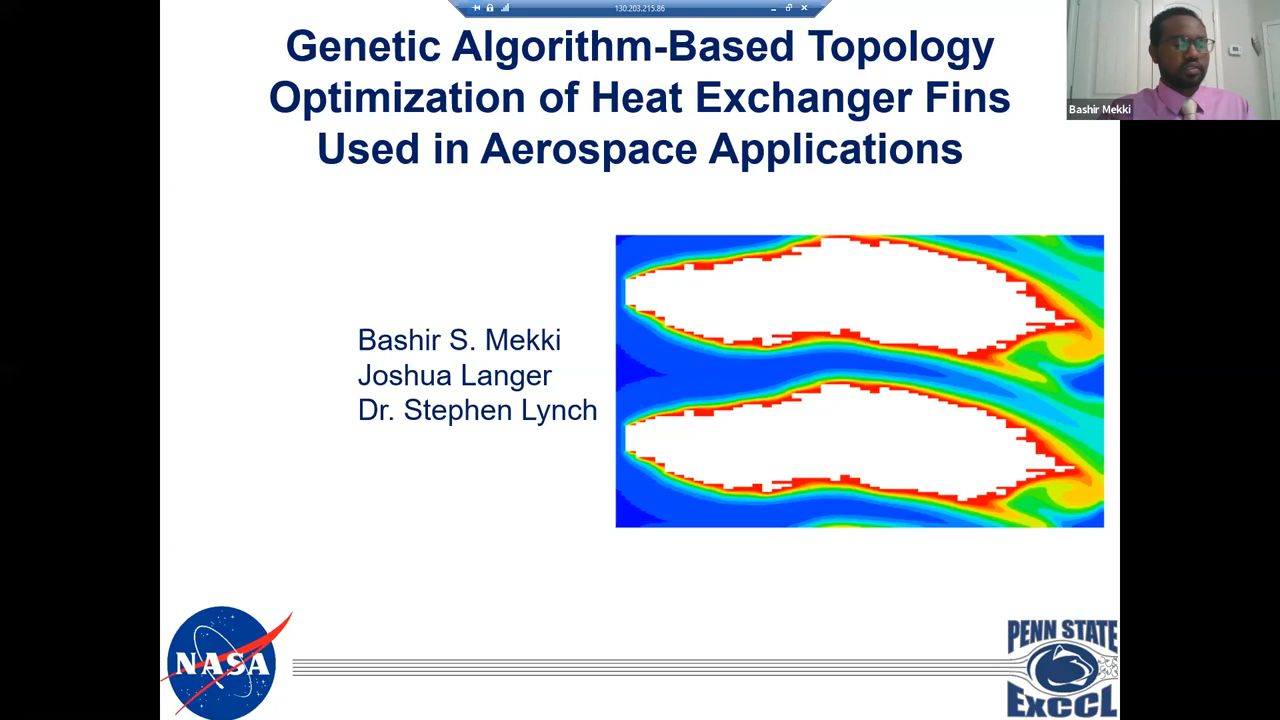 130.203.215.86
Genetic Algorithm-Based Topology
Optimization of Heat Exchanger Fins
Used in Aerospace Applications
Bashir Mekki
Bashir S. Mekki
Joshua Langer
Dr. Stephen Lynch
NASA
PENN STATE
ExCCL